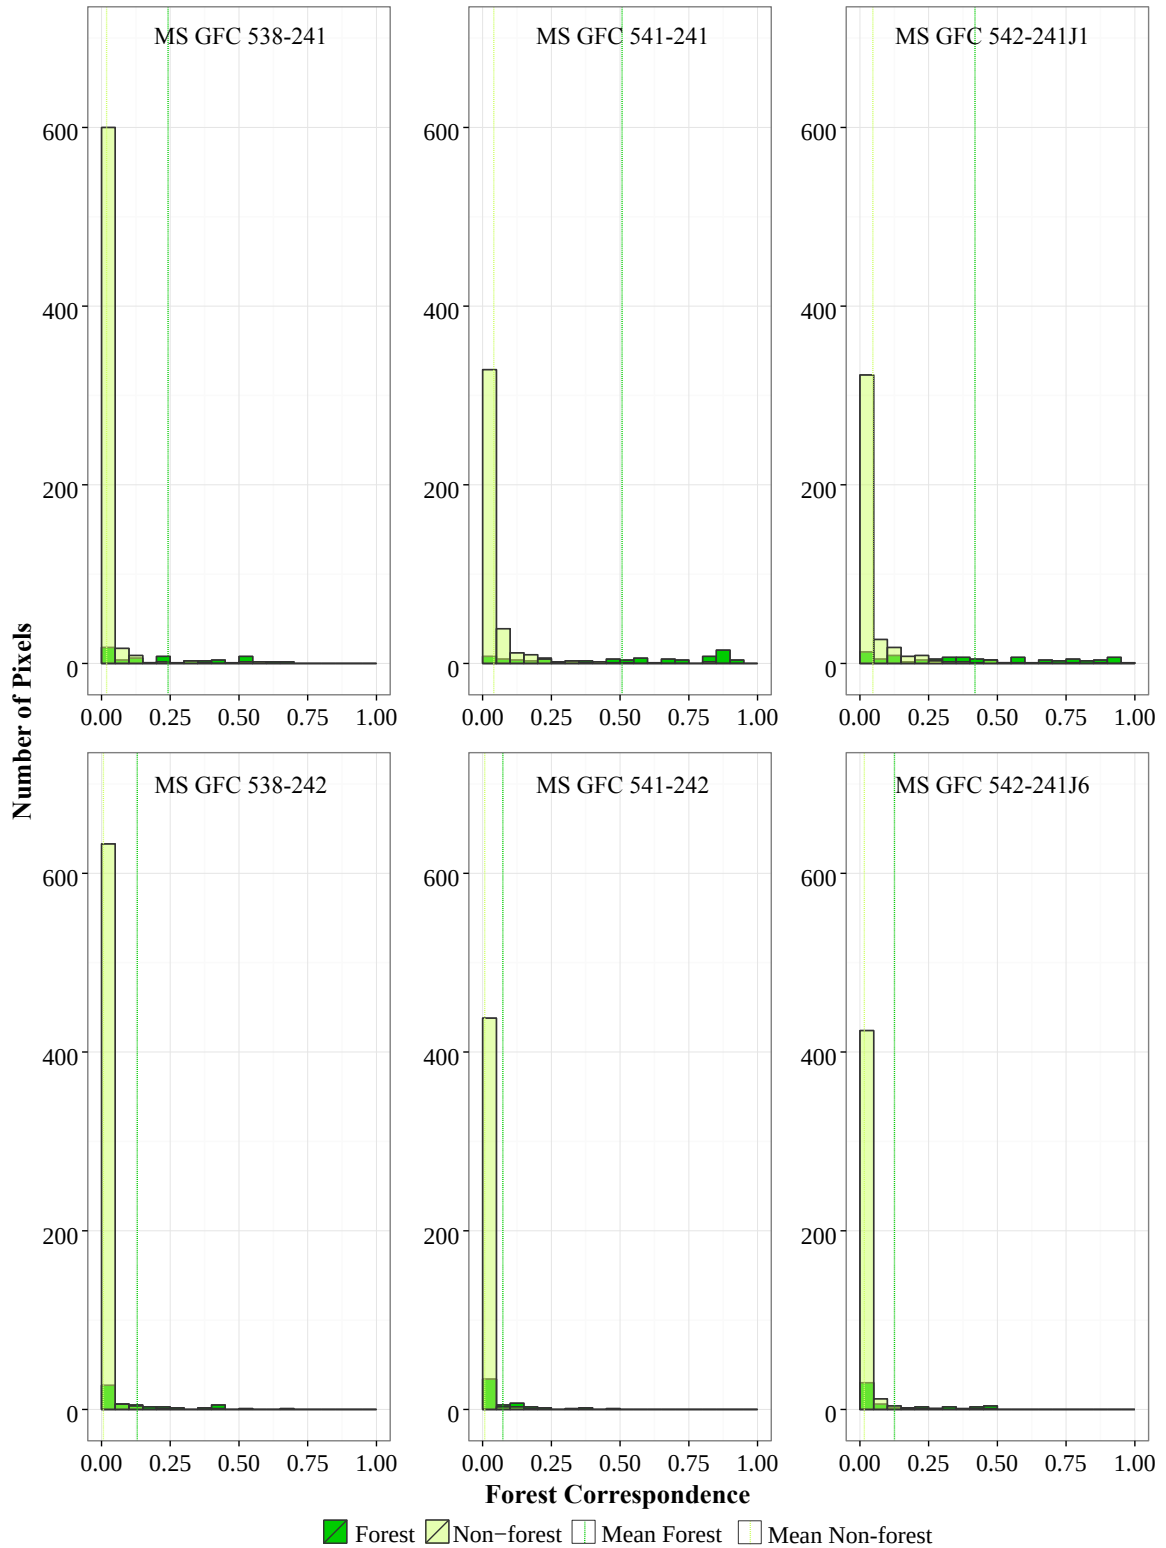 MS GFC 538-241
MS GFC 541-241
MS GFC 542-241J1
600
400
200
0
600
400
200
0
600
400
200
0
0.00 0.25 0.50 0.75 1.00
0.00 0.25 0.50 0.75 1.00
0.00 0.25 0.50 0.75 1.00
Number of Pixels
MS GFC 538-242
MS GFC 541-242
MS GFC 542-241J6
600
400
200
0
600
400
200
0
600
400
200
0
0.00 0.25 0.50 0.75 1.00
0.00 0.25 0.50 0.75 1.00
0.00 0.25 0.50 0.75 1.00
Forest Correspondence
Forest Non−forest Mean Forest Mean Non-forest